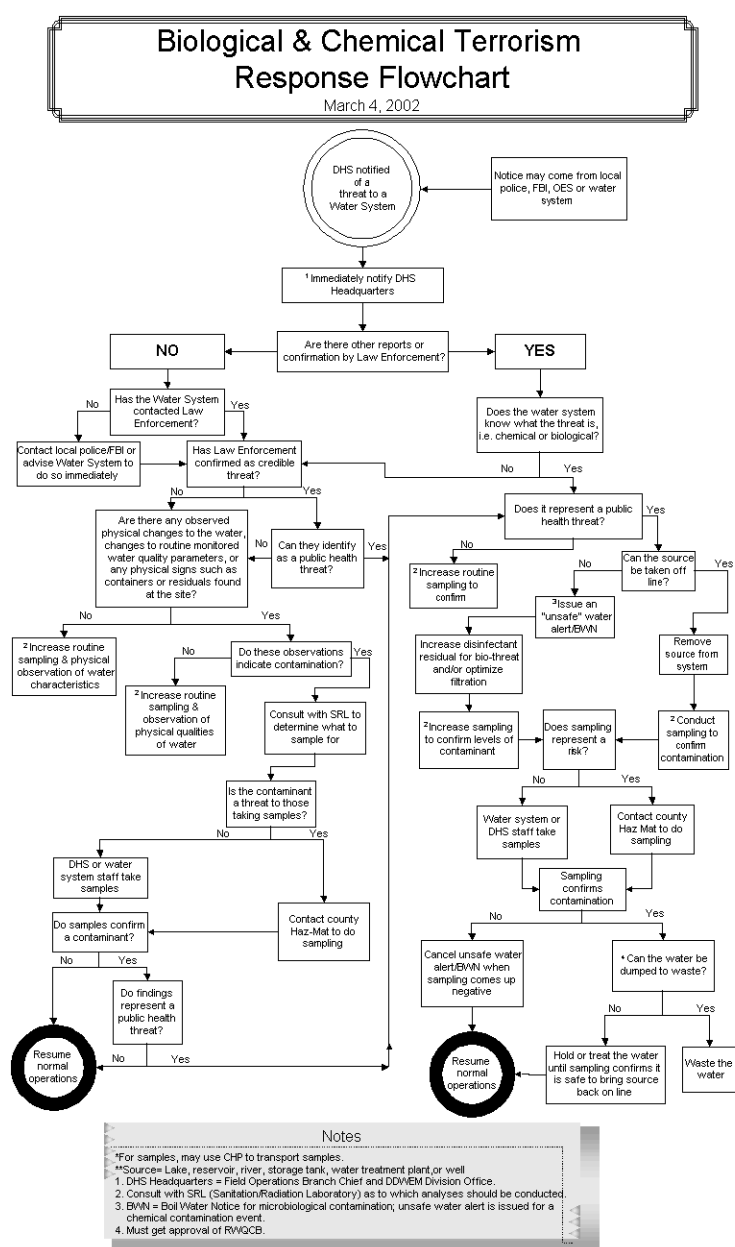 Biological & Chemical Terrorism
Response Flowchart
March 4, 2002
DHS notified
of a
threat to a
Water System
Notice may come from local
police, FBI, OES or water
system
¹ Immediately notify DHS
Headquarters
Are there other reports or
confirmation by Law Enforcement?
NO
YES
Has the Water System
contacted Law
Enforcement?
No
Yes
Contact local police/FBI or
advise Water System to
do so immediately
Has Law Enforcement
confirmed as credible
threat?
No
Yes
Are there any observed
physical changes to the water,
changes to routine monitored
water quality parameters, or
any physical signs such as
containers or residuals found
at the site?
No
Can they identify
as a public health
threat?
Yes
No
Yes
² Increase routine
sampling & physical
observation of water
characteristics
Do these observations
indicate contamination?
No
Yes
² Increase routine
sampling &
observation of
physical qualities
of water
Consult with SRL to
determine what to
sample for
Is the contaminant
a threat to those
taking samples?
No
Yes
DHS or water
system staff take
samples
Contact county
Haz-Mat to do
sampling
Do samples confirm
a contaminant?
No
Yes
Do findings
represent a
public health
threat?
No
Yes
Resume
normal
operations
Does the water system
know what the threat is,
i.e. chemical or biological?
No
Yes
Does it represent a public
health threat?
No
Yes
² Increase routine
sampling to
confirm
Can the source
be taken off
line?
No
Yes
³ Issue an
"unsafe" water
alert/BWN
Remove
source from
system
Increase disinfectant
residual for bio-threat
and/or optimize
filtration
² Increase sampling
to confirm levels of
contaminant
Does sampling
represent a
risk?
² Conduct
sampling to
confirm
contamination
No
Yes
Water system or
DHS staff take
samples
Contact county
Haz Mat to do
sampling
Sampling
confirms
contamination
No
Yes
Cancel unsafe water
alert/BWN when
sampling comes up
negative
⁴ Can the water be
dumped to waste?
No
Yes
Resume
normal
operations
Hold or treat the water
until sampling confirms it
is safe to bring source
back on line
Waste the
water
Notes
*For samples, may use CHP to transport samples.
**Source= Lake, reservoir, river, storage tank, water treatment plant,or well
1. DHS Headquarters = Field Operations Branch Chief and DDWEM Division Office.
2. Consult with SRL (Sanitation/Radiation Laboratory) as to which analyses should be conducted.
3. BWN = Boil Water Notice for microbiological contamination; unsafe water alert is issued for a
chemical contamination event.
4. Must get approval of RWQCB.